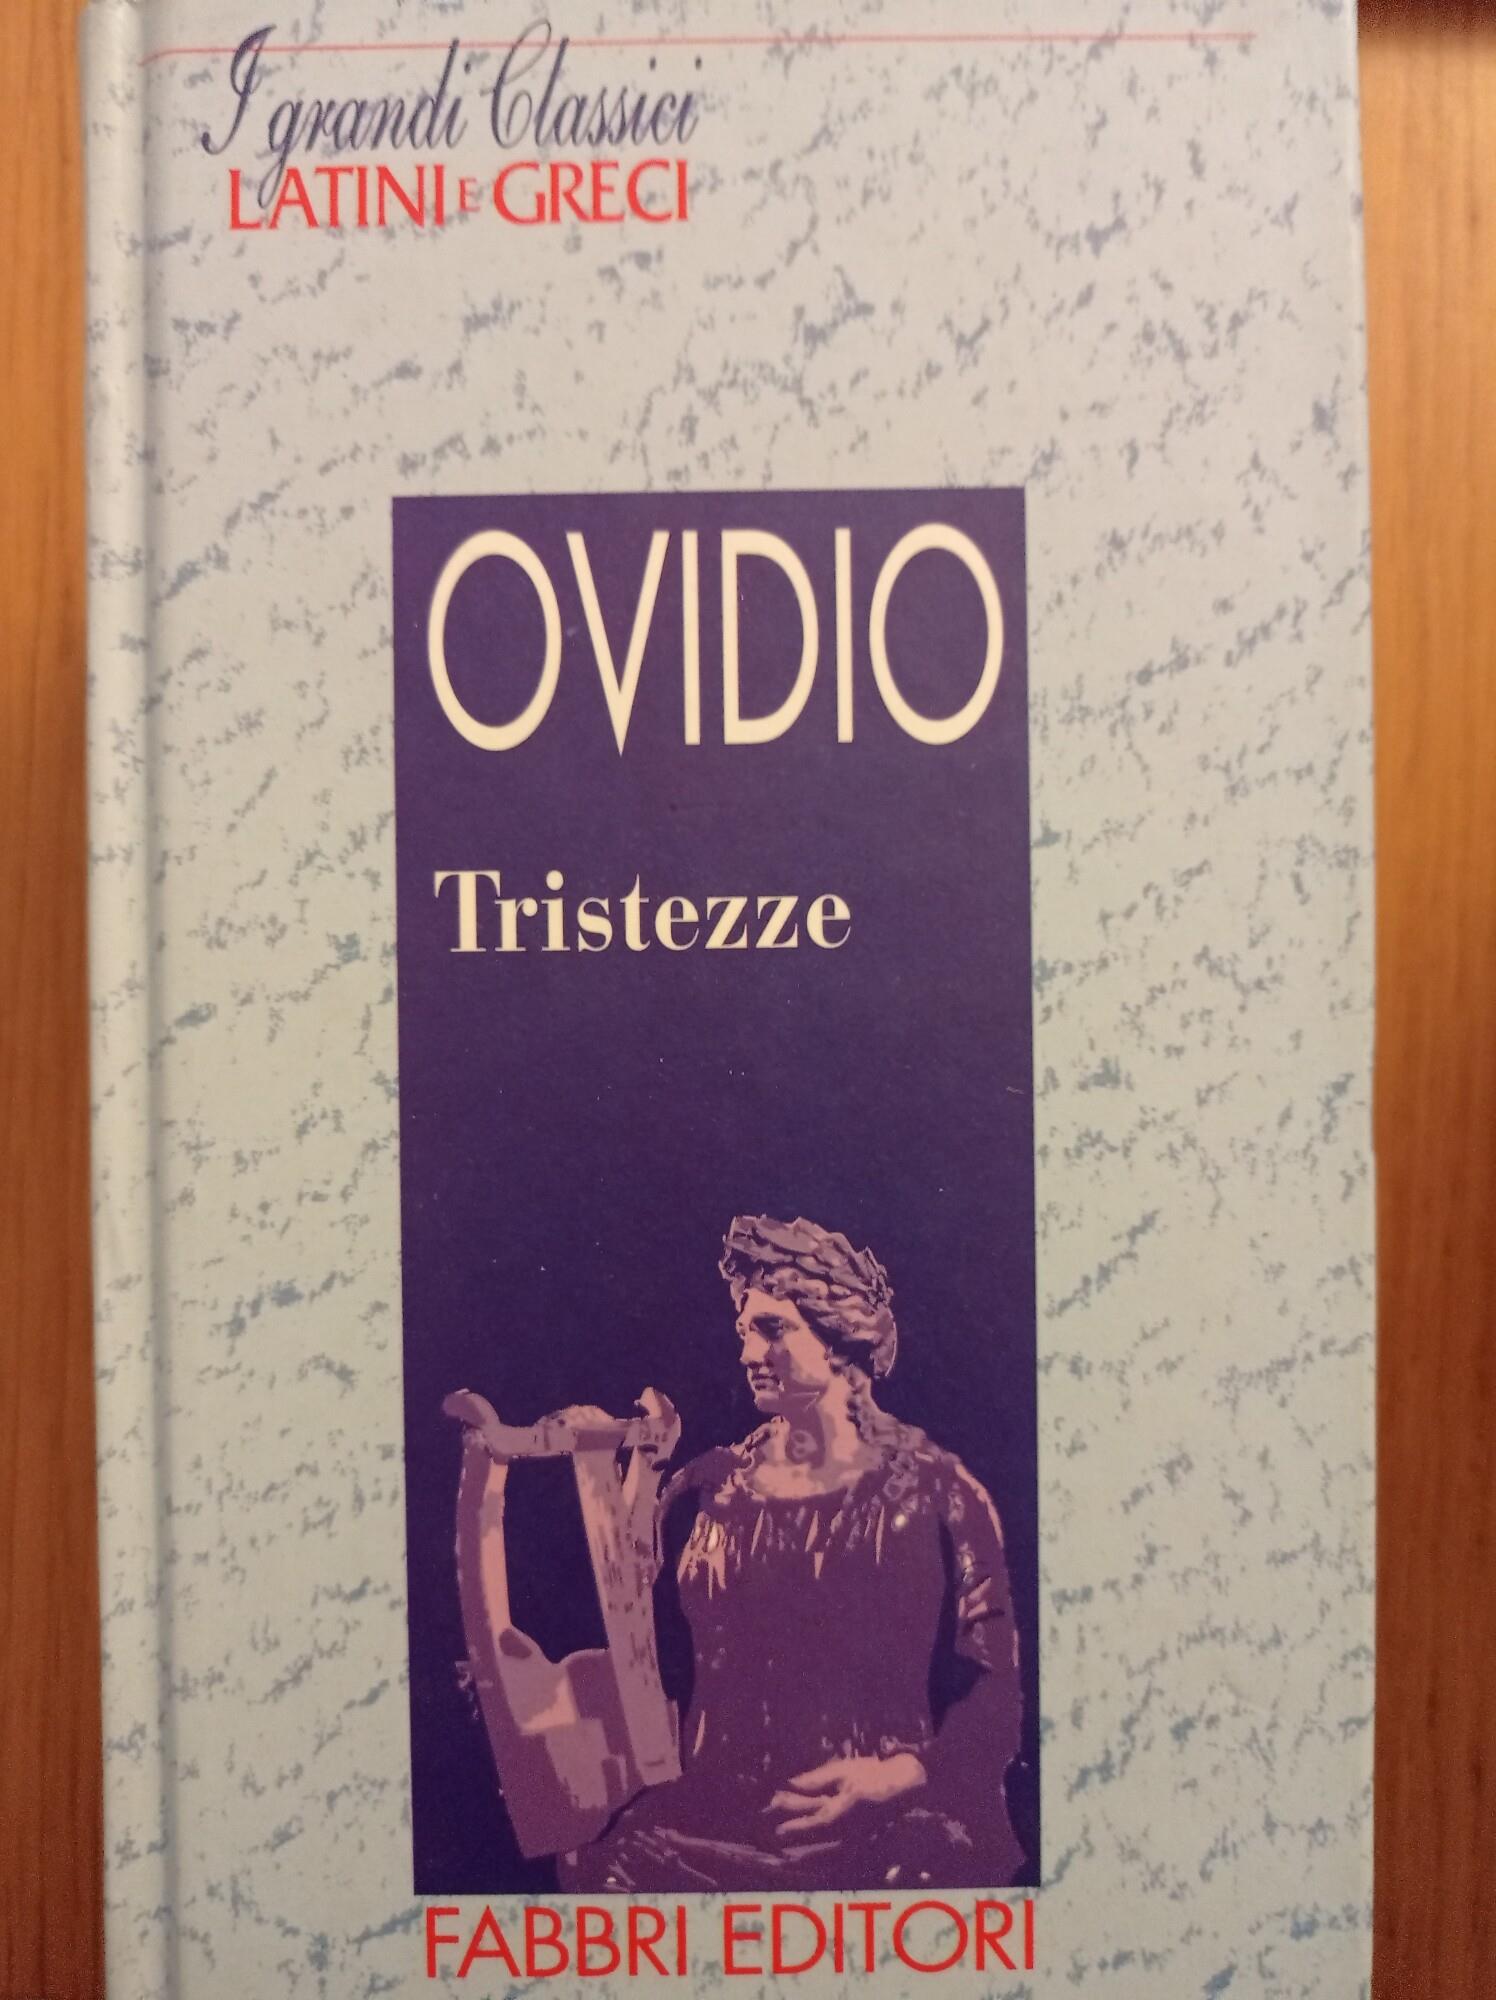 I grandi Classici
LATINI E GRECI
OVIDIO
Tristezze
FABBRI EDITORI